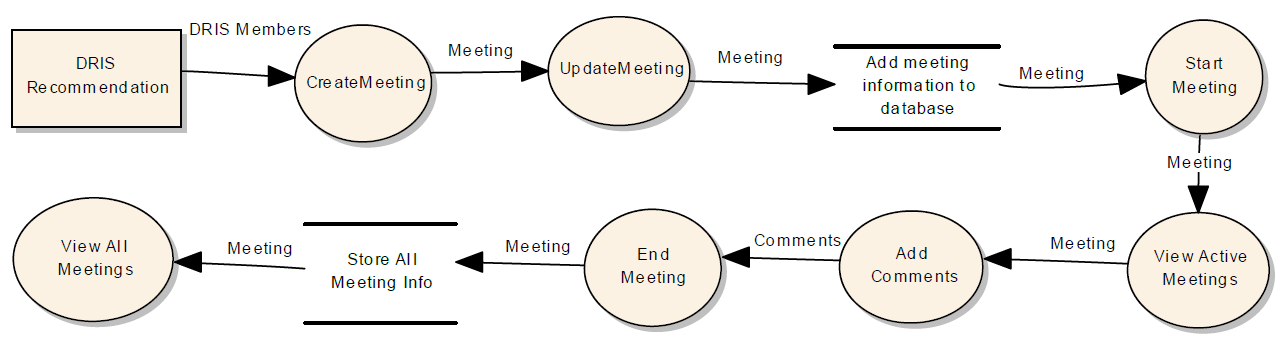 DRIS Members
DRIS
Recommendation
CreateMeeting
Meeting
UpdateMeeting
Meeting
Add meeting
information to
database
Meeting
Start
Meeting
Meeting
View Active
Meetings
Meeting
Add
Comments
Comments
End
Meeting
Meeting
Store All
Meeting Info
Meeting
View All
Meetings